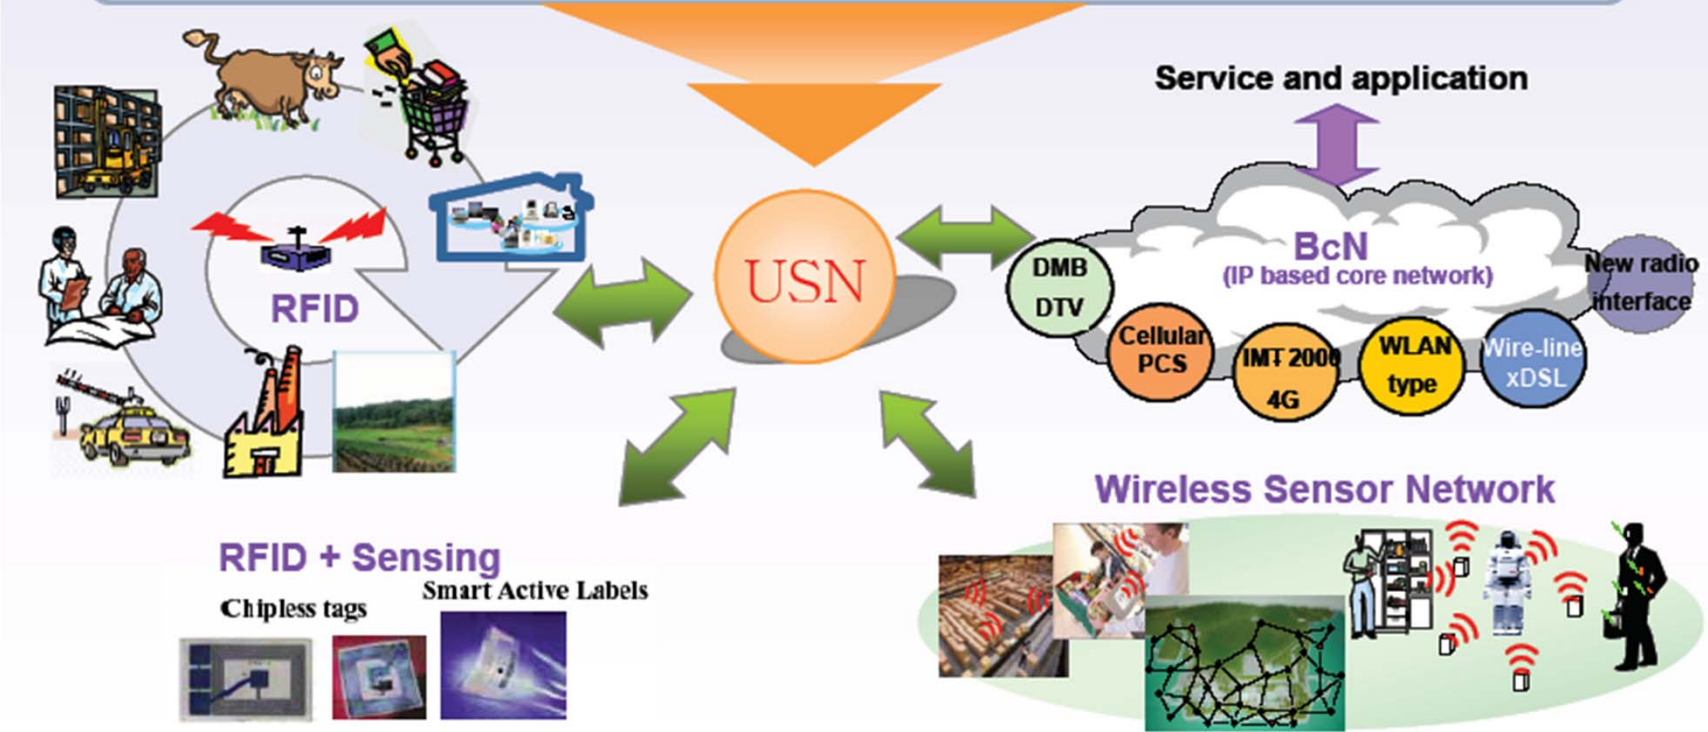 Service and application
RFID
USN
BcN
(IP based core network)
DMB
DTV
Cellular
PCS
IMT 2000
4G
WLAN
type
Wire-line
xDSL
New radio
interface
RFID + Sensing
Chipless tags
Smart Active Labels
Wireless Sensor Network